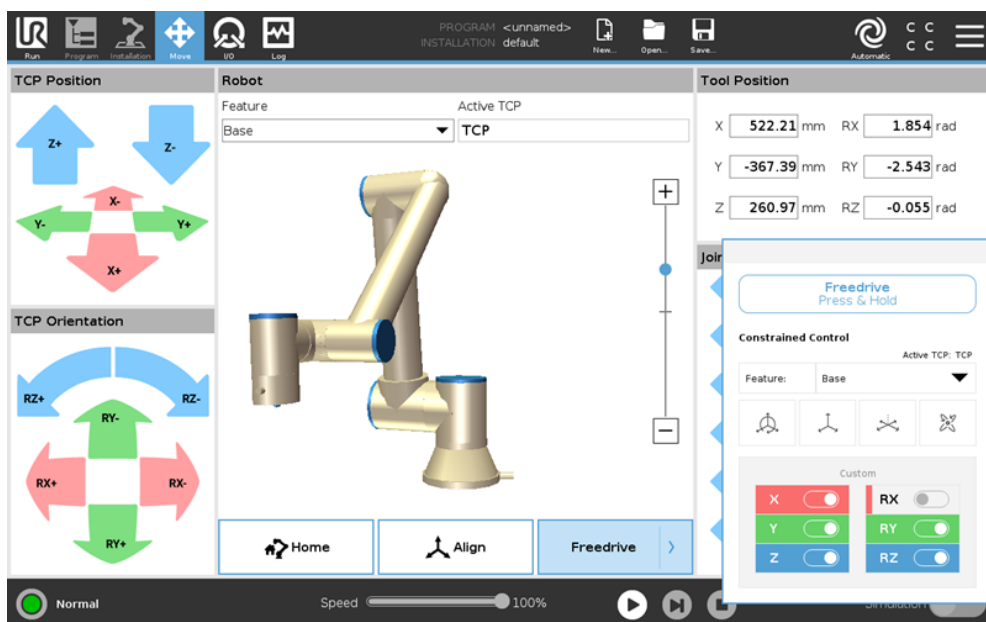 UR
Run
Program
Installation
Move
I/O
Log
PROGRAM <unnamed>
INSTALLATION default
New...
Open...
Save...
Automatic
C C
C C
TCP Position
Z+
Z-
X-
Y-
Y+
X+
TCP Orientation
RZ+
RZ-
RY-
RX+
RX-
RY+
Robot
Feature
Active TCP
Base
TCP
+
−
Home
Align
Freedrive
Tool Position
X 522.21 mm RX 1.854 rad
Y -367.39 mm RY -2.543 rad
Z 260.97 mm RZ -0.055 rad
Join
Freedrive
Press & Hold
Constrained Control
Active TCP: TCP
Feature: Base
Custom
X RX
Y RY
Z RZ
Normal
Speed 100%
Simulation